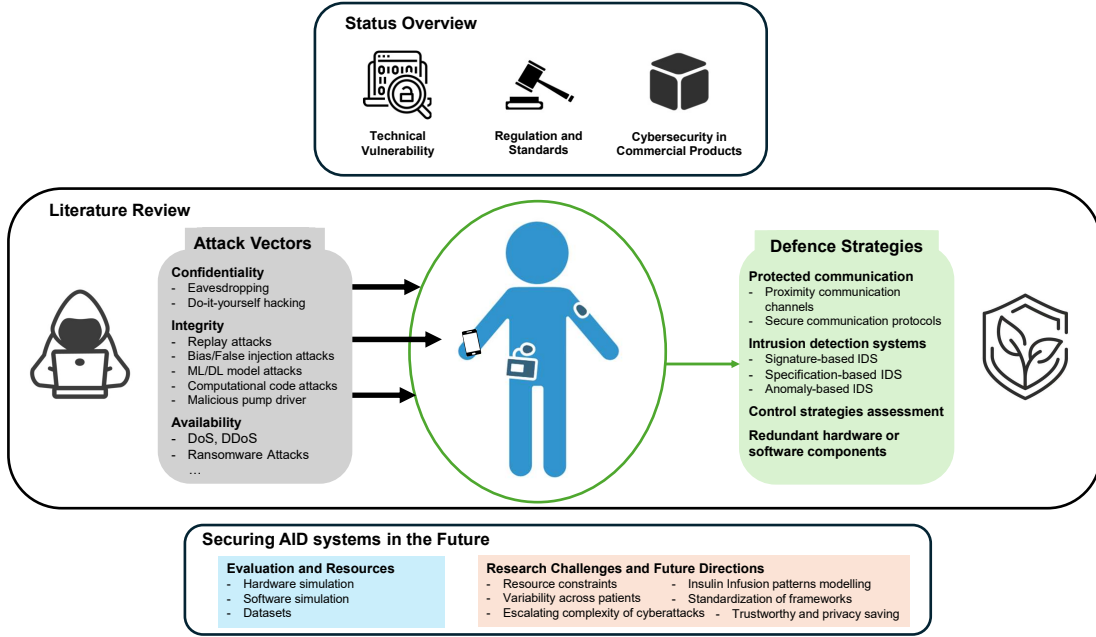 Status Overview
Technical
Vulnerability
Regulation and
Standards
Cybersecurity in
Commercial Products
Literature Review
Attack Vectors
Confidentiality
- Eavesdropping
- Do-it-yourself hacking
Integrity
- Replay attacks
- Bias/False injection attacks
- ML/DL model attacks
- Computational code attacks
- Malicious pump driver
Availability
- DoS, DDoS
- Ransomware Attacks
...
Defence Strategies
Protected communication
- Proximity communication
channels
- Secure communication protocols
Intrusion detection systems
- Signature-based IDS
- Specification-based IDS
- Anomaly-based IDS
Control strategies assessment
Redundant hardware or
software components
Securing AID systems in the Future
Evaluation and Resources
- Hardware simulation
- Software simulation
- Datasets
Research Challenges and Future Directions
- Resource constraints
- Variability across patients
- Escalating complexity of cyberattacks
- Insulin Infusion patterns modelling
- Standardization of frameworks
- Trustworthy and privacy saving